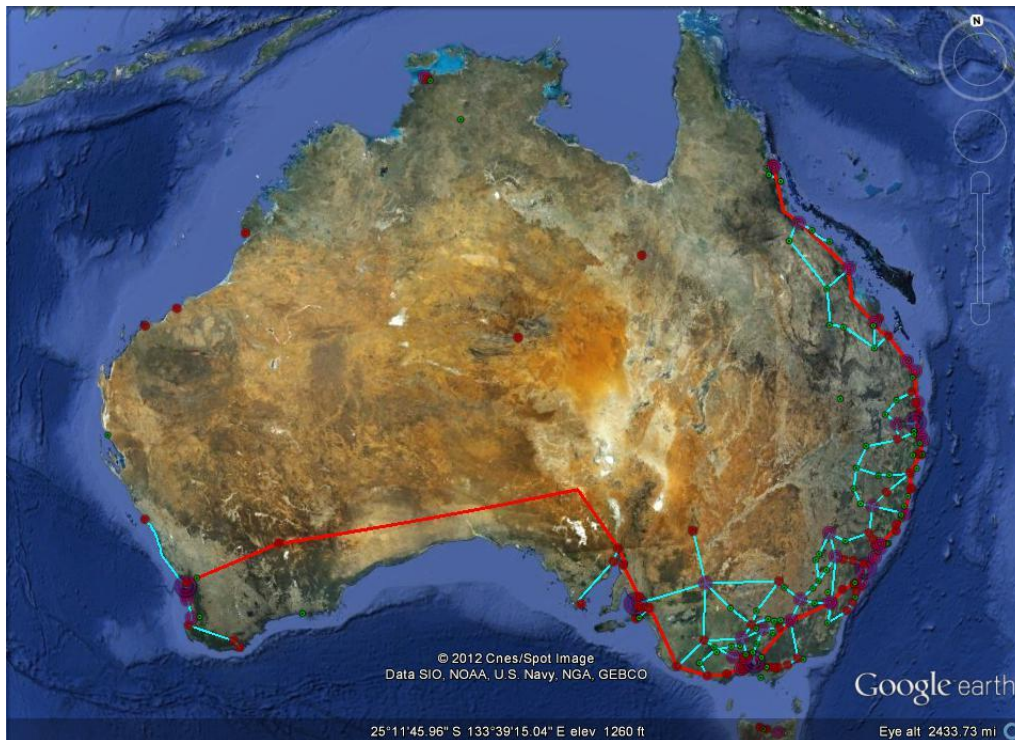 N
© 2012 Cnes/Spot Image
Data SIO, NOAA, U.S. Navy, NGA, GEBCO
Google earth
25°11'45.96" S 133°39'15.04" E elev 1260 ft
Eye alt 2433.73 mi